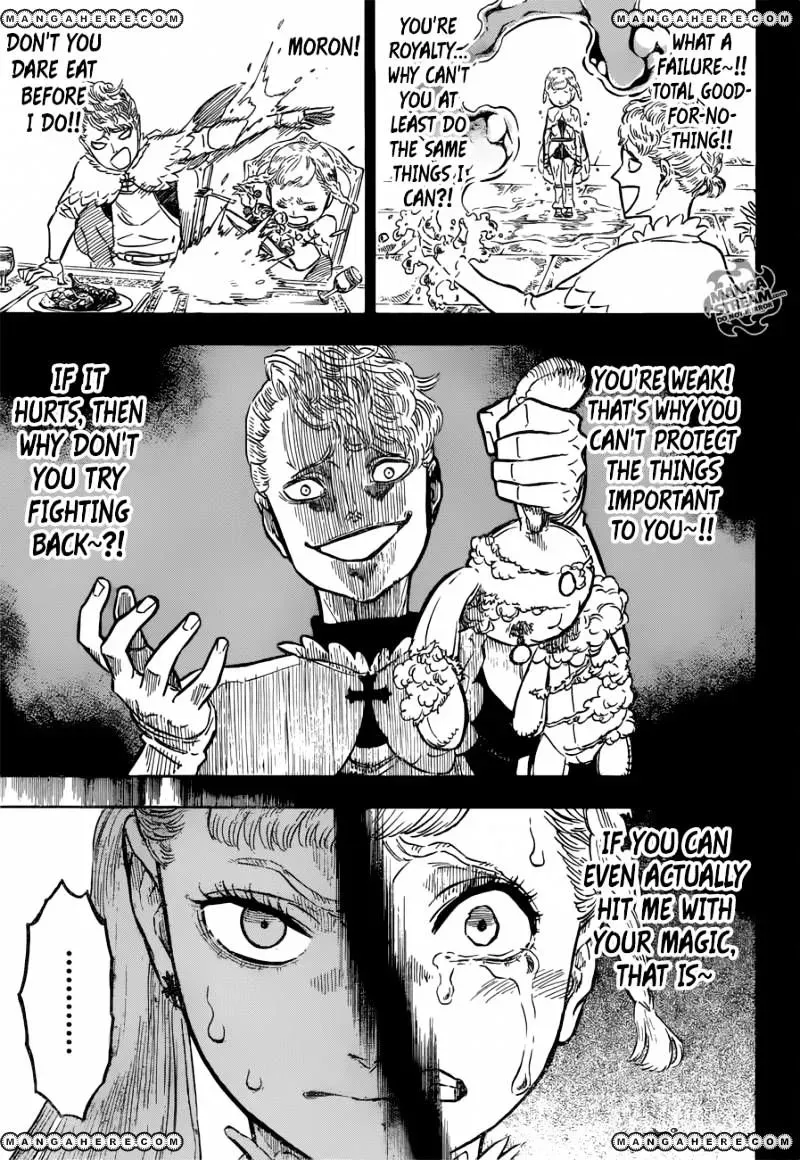 MANGAHERE.COM
MANGAHERE.COM
WHAT A
FAILURE~!!
TOTAL GOOD-
FOR-NO-
THING!!
YOU'RE
ROYALTY...
WHY CAN'T
YOU AT
LEAST DO
THE SAME
THINGS I
CAN?!
MORON!
DON'T YOU
DARE EAT
BEFORE
I DO!!
MANGA
STREAM
YOU'RE WEAK!
THAT'S WHY YOU
CAN'T PROTECT
THE THINGS
IMPORTANT
TO YOU~!!
IF IT
HURTS, THEN
WHY DON'T
YOU TRY
FIGHTING
BACK~?!
IF YOU CAN
EVEN ACTUALLY
HIT ME WITH
YOUR MAGIC,
THAT IS~
........
MANGAHERE.COM
MANGAHERE.COM